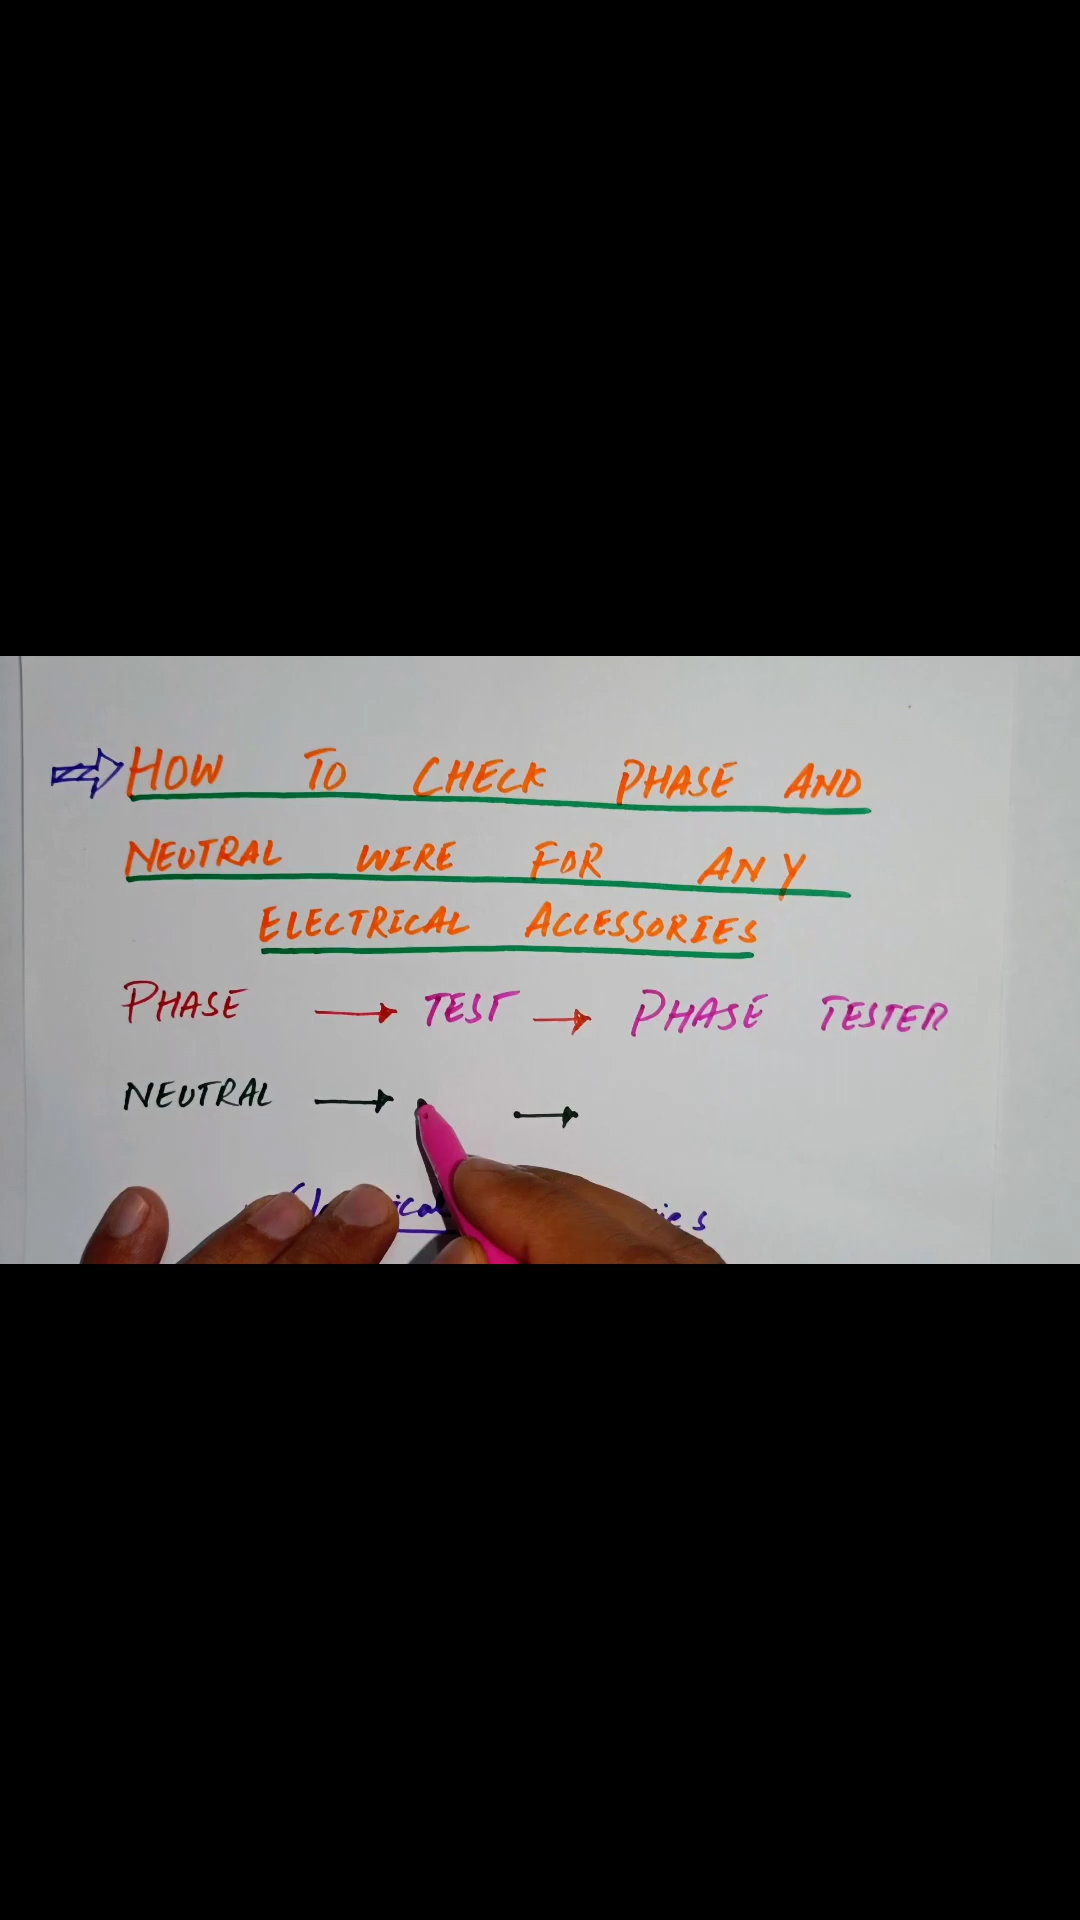 HOW TO CHECK PHASE AND
NEUTRAL WIRE FOR ANY
ELECTRICAL ACCESSORIES
PHASE → TEST → PHASE TESTER
NEUTRAL → →